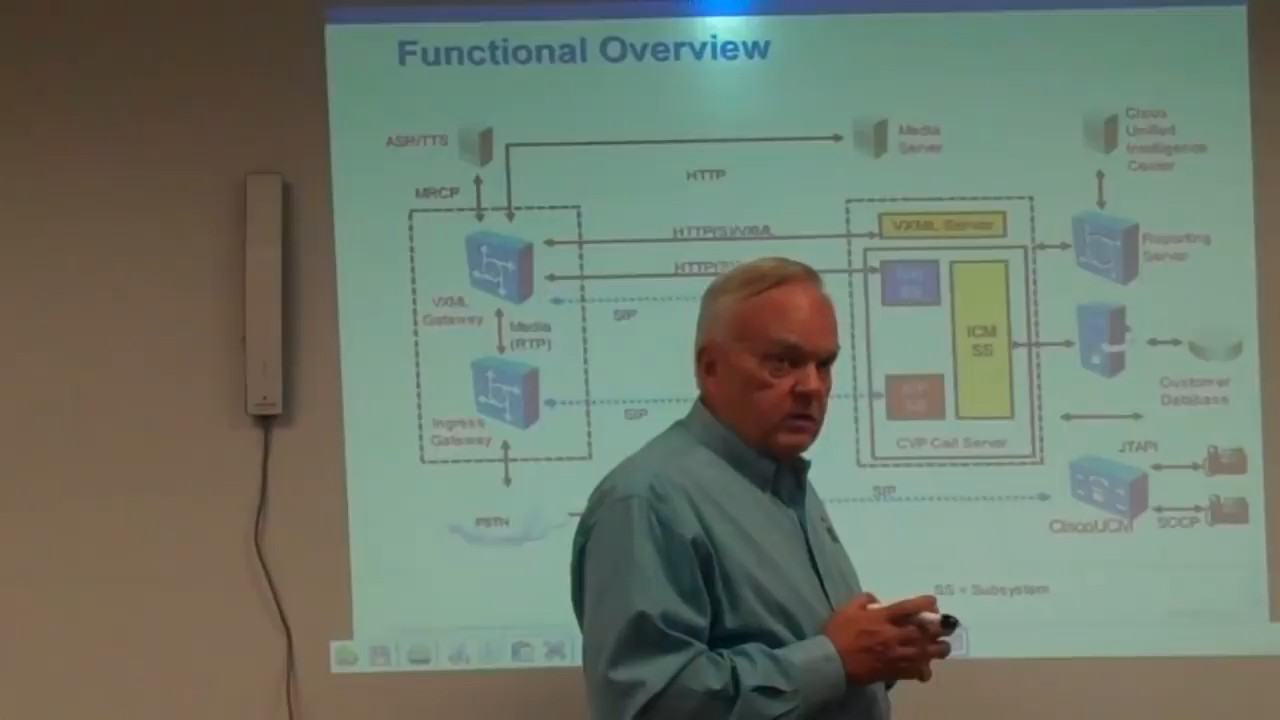 Functional Overview
ASR/TTS
Media
Server
Cisco
Unified
Intelligence
Center
HTTP
MRCP
VXML Server
HTTP(S)/VXML
Reporting
Server
VXML
Gateway
SIP
Media
(RTP)
ICM
SS
Customer
Database
SIP
Ingress
Gateway
CVP Call Server
JTAPI
SIP
PSTN
CiscoUCM
SCCP
SS = Subsystem